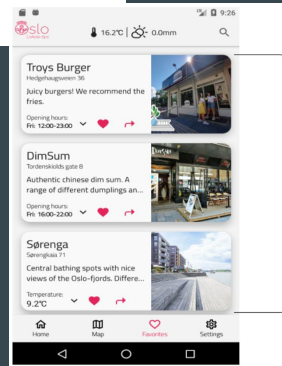 9:26
Oslo
16.2°C | 0.0mm
Troys Burger
Hedgehaugsveien 36
Juicy burgers! We recommend the
fries.
Opening hours:
Fri: 12:00-23:00
DimSum
Tordenskiolds gate 8
Authentic chinese dim sum. A
range of different dumplings an...
Opening hours:
Fri: 16:00-22:00
Sørenga
Sørengkaia 71
Central bathing spots with nice
views of the Oslo-fjords. Differe...
Temperature:
9.2°C
Home
Map
Favorites
Settings